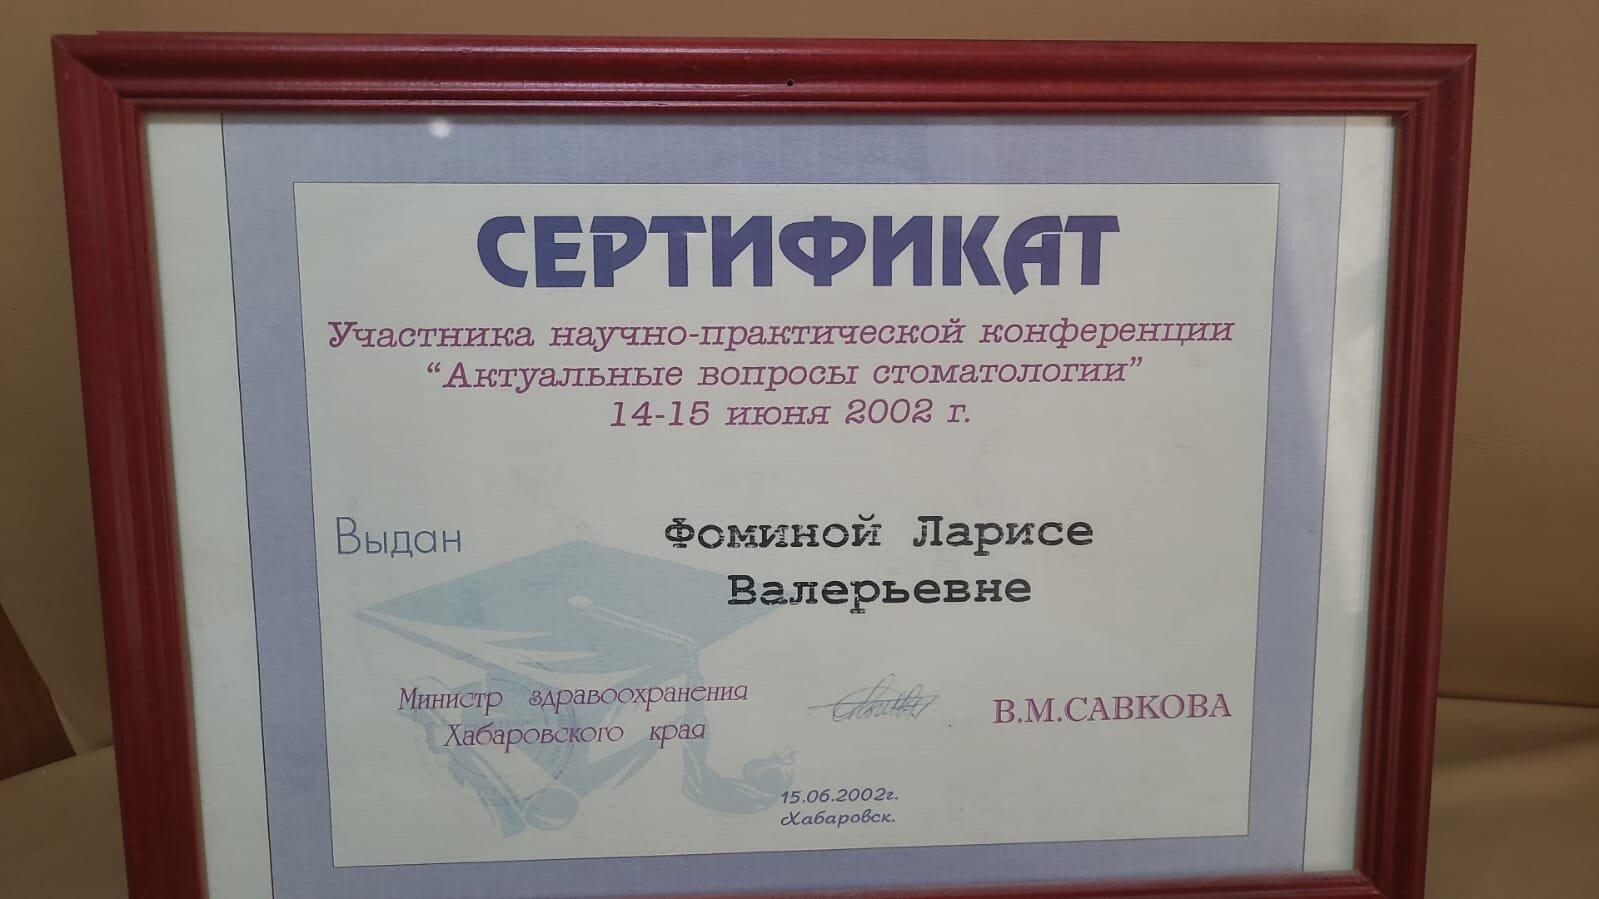 СЕРТИФИКАТ
Участника научно-практической конференции
“Актуальные вопросы стоматологии”
14-15 июня 2002 г.
Выдан Фоминой Ларисе
Валерьевне
Министр здравоохранения
Хабаровского края
В.М.САВКОВА
15.06.2002г.
Хабаровск.